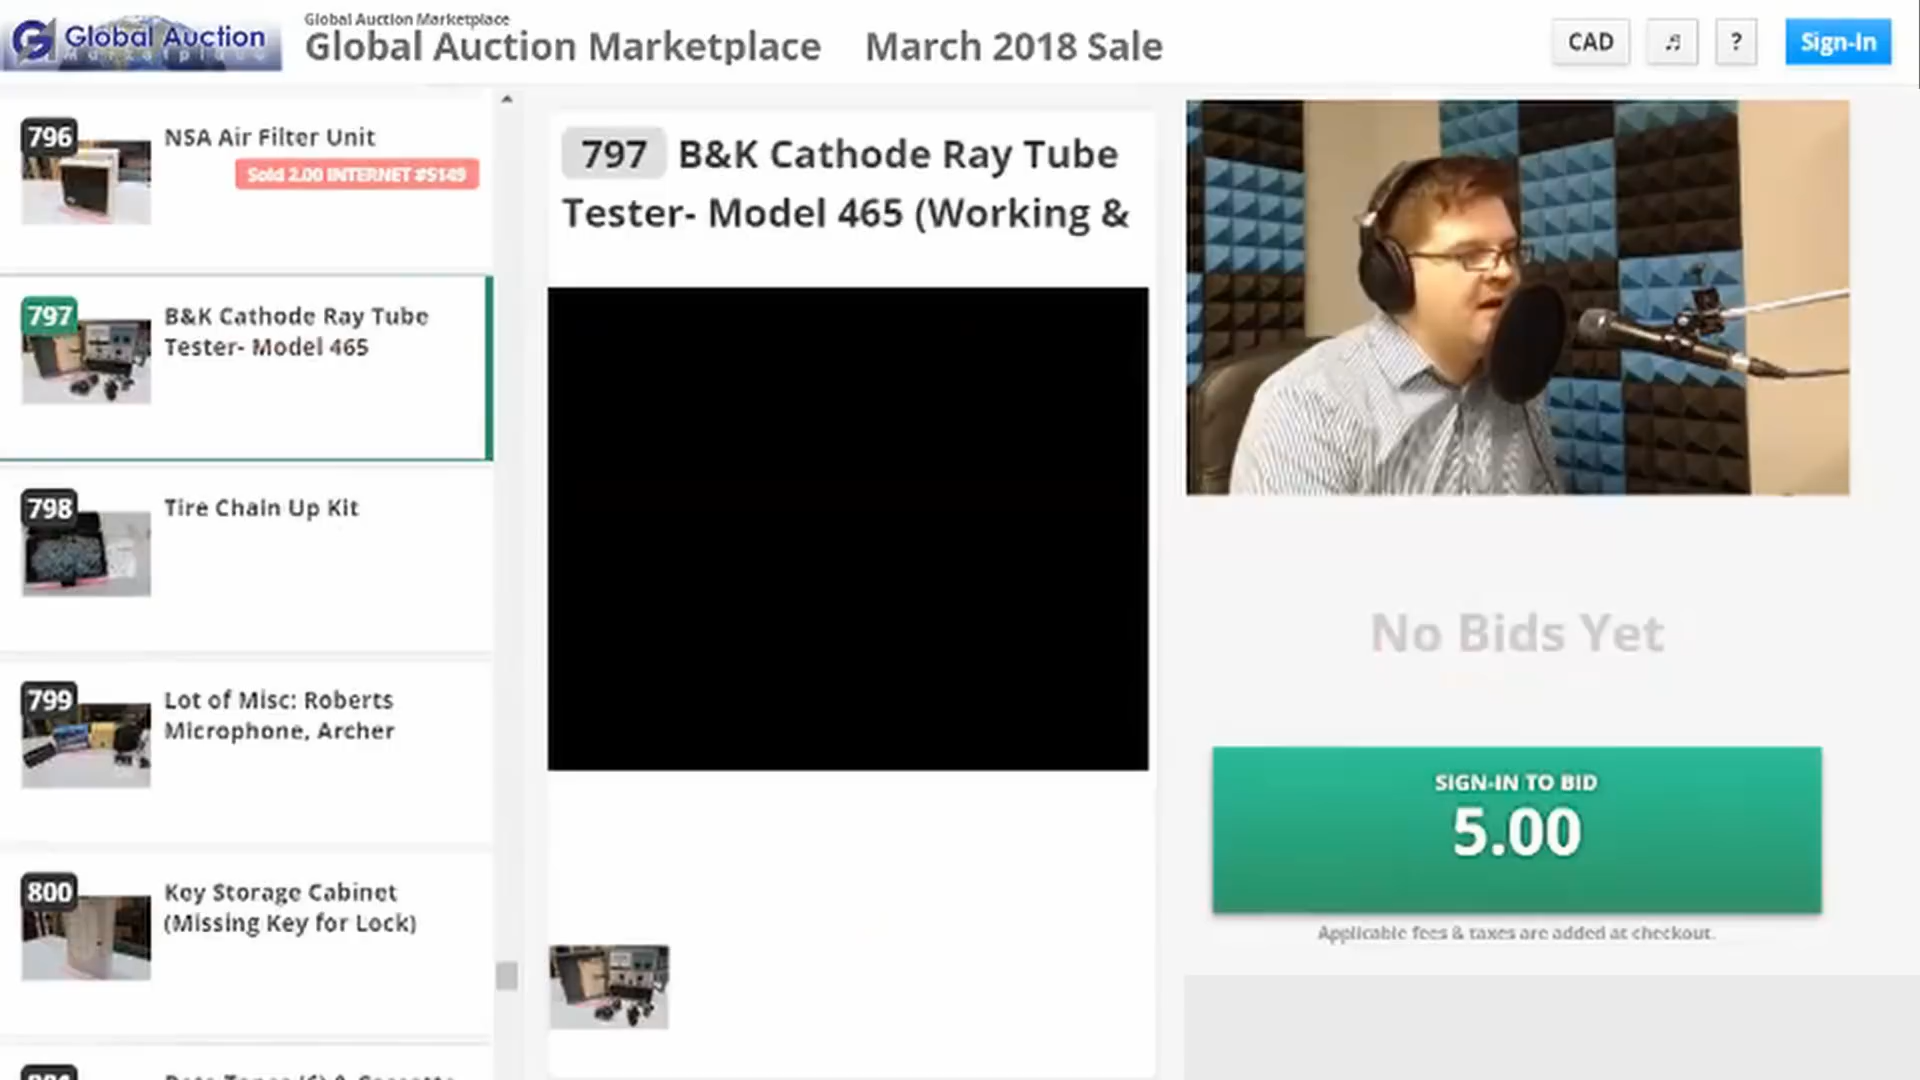 Global Auction
Marketplace
Global Auction Marketplace
Global Auction Marketplace March 2018 Sale
CAD
?
Sign-In
796
NSA Air Filter Unit
Sold 2.00 INTERNET #5149
797
B&K Cathode Ray Tube
Tester- Model 465
798
Tire Chain Up Kit
799
Lot of Misc: Roberts
Microphone, Archer
800
Key Storage Cabinet
(Missing Key for Lock)
797 B&K Cathode Ray Tube
Tester- Model 465 (Working &
No Bids Yet
SIGN-IN TO BID
5.00
Applicable fees & taxes are added at checkout.